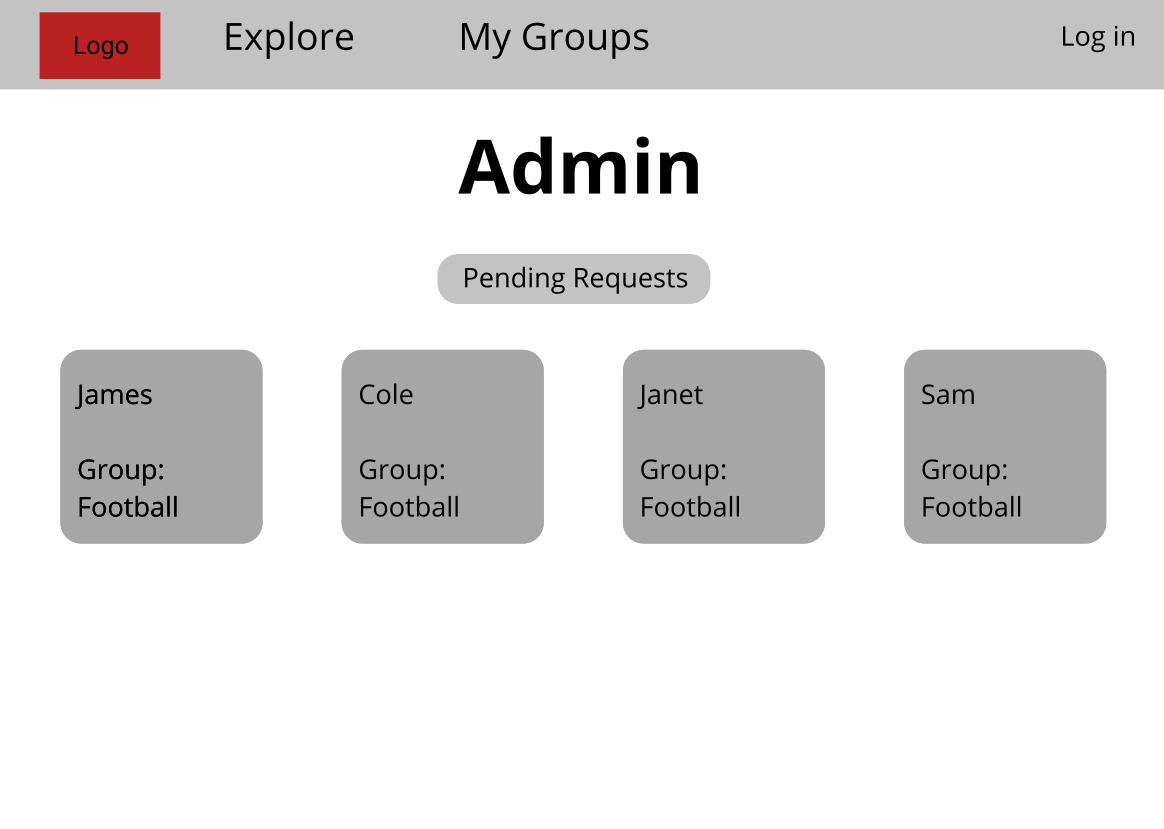 Logo
Explore
My Groups
Log in
Admin
Pending Requests
James
Group:
Football
Cole
Group:
Football
Janet
Group:
Football
Sam
Group:
Football